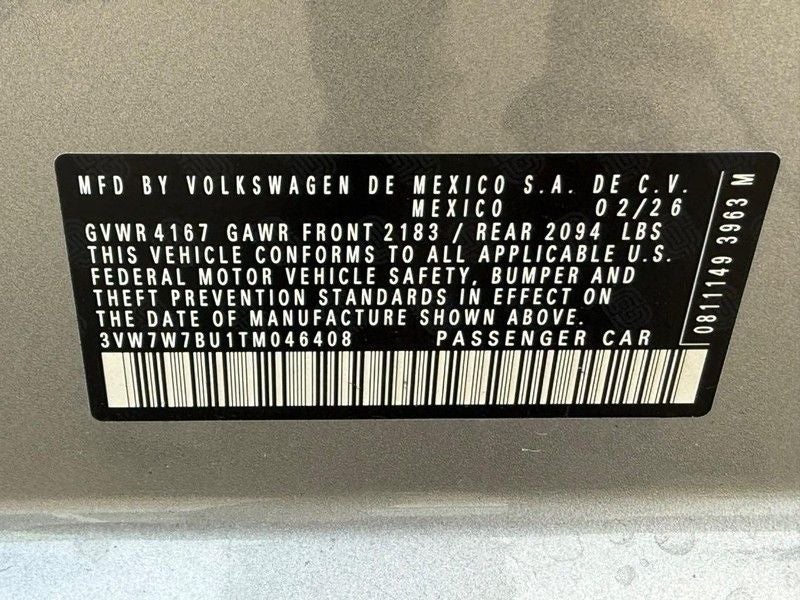 MFD BY VOLKSWAGEN DE MEXICO S.A. DE C.V.
MEXICO 02/26
GVWR 4167 GAWR FRONT 2183 / REAR 2094 LBS
THIS VEHICLE CONFORMS TO ALL APPLICABLE U.S.
FEDERAL MOTOR VEHICLE SAFETY, BUMPER AND
THEFT PREVENTION STANDARDS IN EFFECT ON
THE DATE OF MANUFACTURE SHOWN ABOVE.
3VW7W7BU1TM046408 PASSENGER CAR
0811149 3963 M